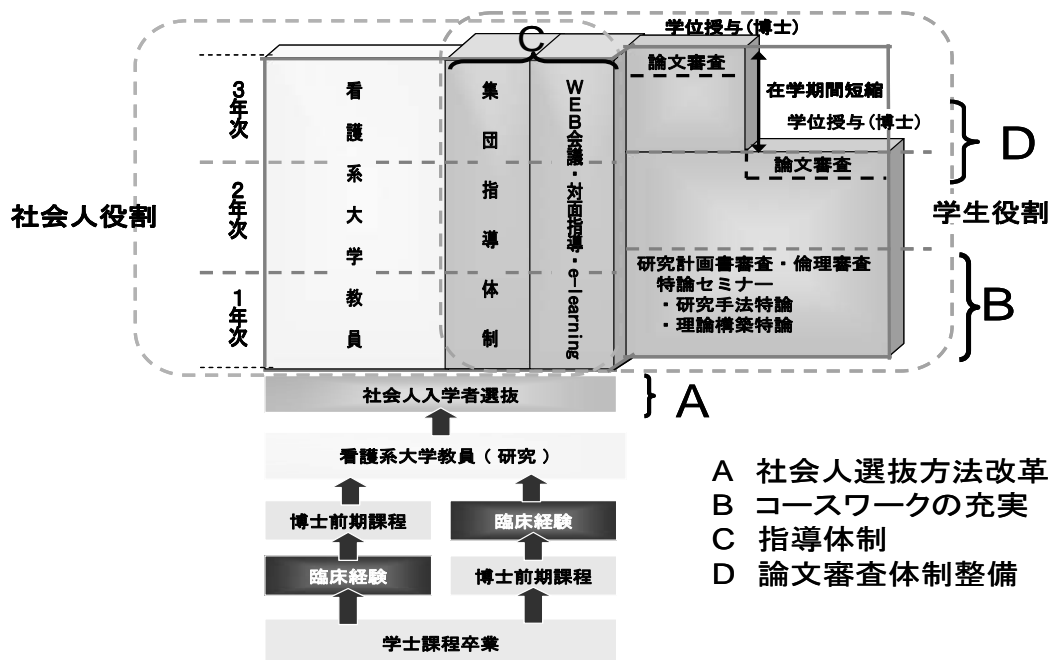 学位授与(博士)
C
論文審査
3年次
看護系大学教員
集団指導体制
WEB会議・対面指導・e-learning
在学期間短縮
学位授与(博士)
D
論文審査
2年次
社会人役割
学生役割
研究計画書審査・倫理審査
特論セミナー
・研究手法特論
・理論構築特論
B
1年次
社会人入学者選抜
A
看護系大学教員(研究)
博士前期課程
臨床経験
臨床経験
博士前期課程
学士課程卒業
A 社会人選抜方法改革
B コースワークの充実
C 指導体制
D 論文審査体制整備